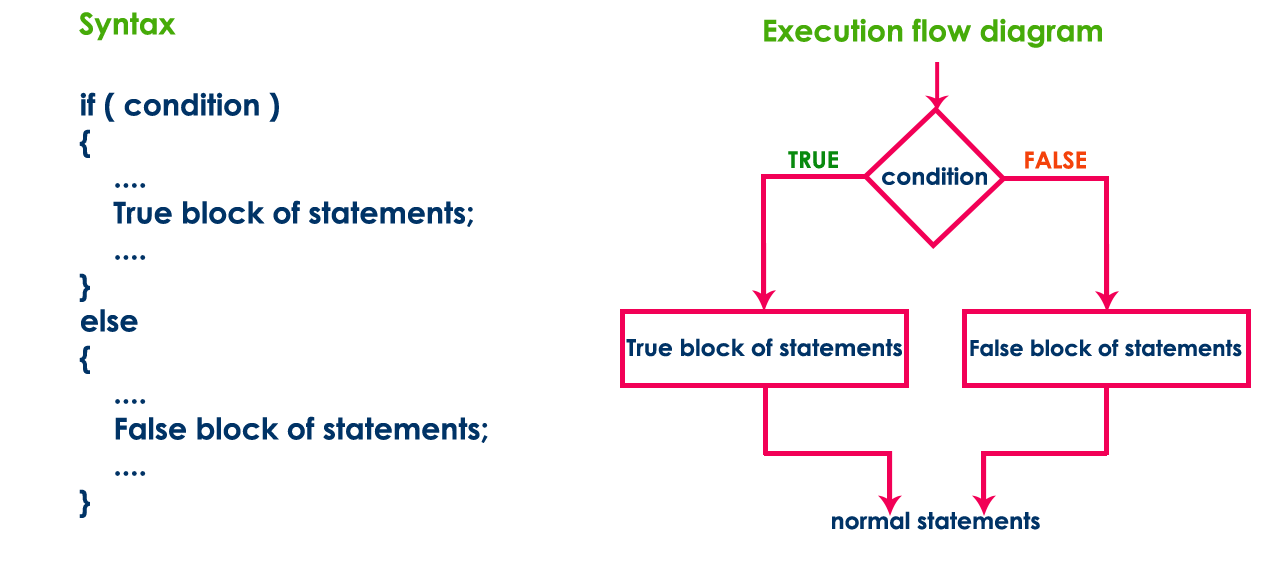 Syntax
if ( condition )
{
....
True block of statements;
....
}
else
{
....
False block of statements;
....
}
Execution flow diagram
TRUE
condition
FALSE
True block of statements
False block of statements
normal statements